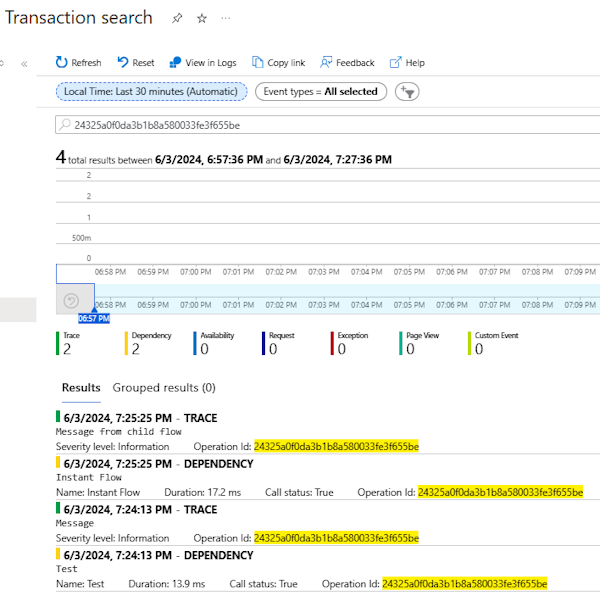 Transaction search
Refresh Reset View in Logs Copy link Feedback Help
Local Time: Last 30 minutes (Automatic) Event types = All selected
24325a0f0da3b1b8a580033fe3f655be
4 total results between 6/3/2024, 6:57:36 PM and 6/3/2024, 7:27:36 PM
2
2
1
500m
0
06:58 PM 06:59 PM 07:00 PM 07:01 PM 07:02 PM 07:03 PM 07:04 PM 07:05 PM 07:06 PM 07:07 PM 07:08 PM 07:09 PM
06:58 PM 06:59 PM 07:00 PM 07:01 PM 07:02 PM 07:03 PM 07:04 PM 07:05 PM 07:06 PM 07:07 PM 07:08 PM 07:09 PM
06:57 PM
Trace Dependency Availability Request Exception Page View Custom Event
2 2 0 0 0 0 0
Results Grouped results (0)
6/3/2024, 7:25:25 PM - TRACE
Message from child flow
Severity level: Information Operation Id: 24325a0f0da3b1b8a580033fe3f655be
6/3/2024, 7:25:25 PM - DEPENDENCY
Instant Flow
Name: Instant Flow Duration: 17.2 ms Call status: True Operation Id: 24325a0f0da3b1b8a580033fe3f655be
6/3/2024, 7:24:13 PM - TRACE
Message
Severity level: Information Operation Id: 24325a0f0da3b1b8a580033fe3f655be
6/3/2024, 7:24:13 PM - DEPENDENCY
Test
Name: Test Duration: 13.9 ms Call status: True Operation Id: 24325a0f0da3b1b8a580033fe3f655be